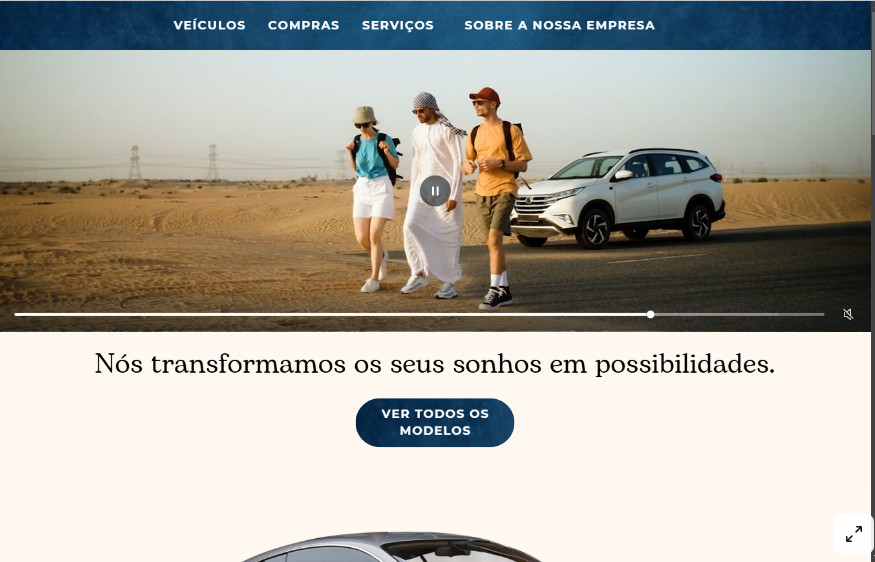 VEÍCULOS COMPRAS SERVIÇOS SOBRE A NOSSA EMPRESA
Nós transformamos os seus sonhos em possibilidades.
VER TODOS OS
MODELOS